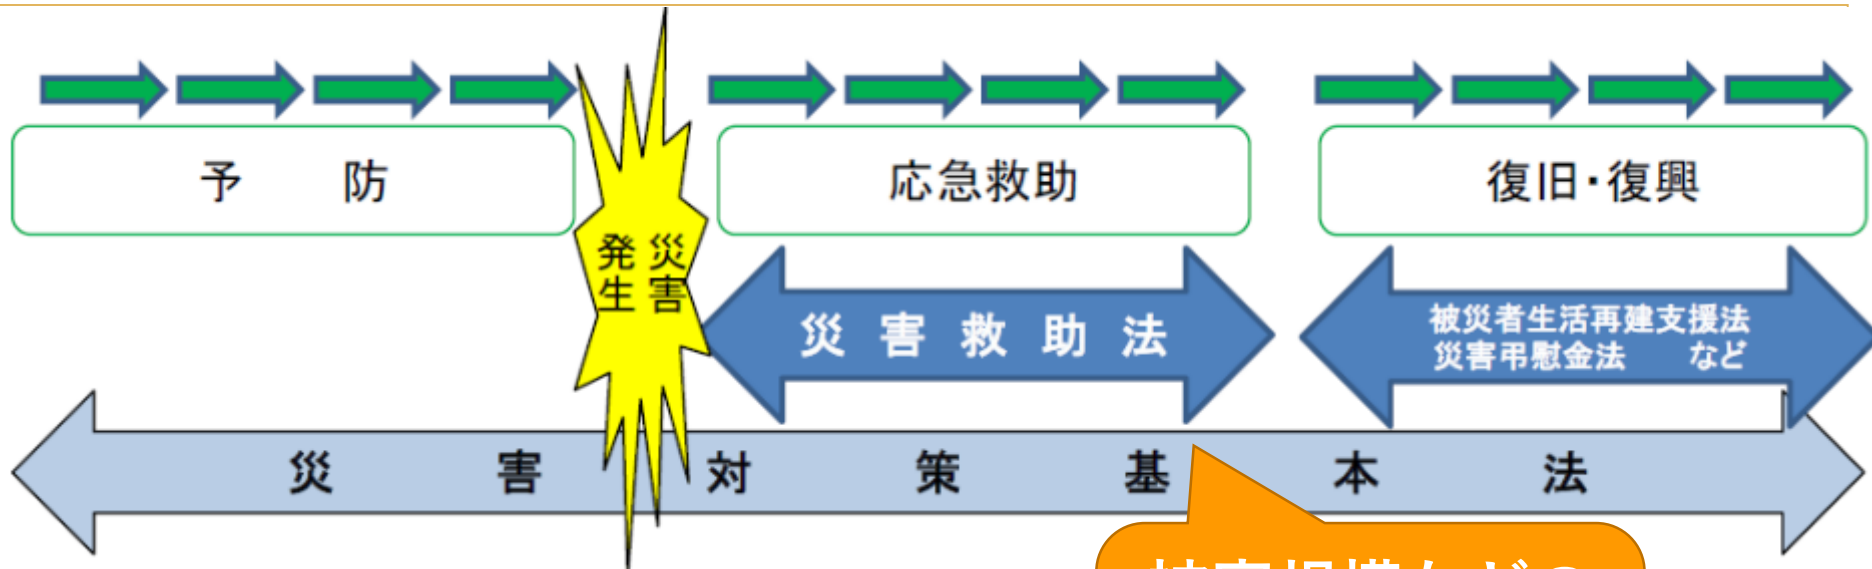 予　　防
応急救助
復旧・復興
災害
発生
災 害 救 助 法
被災者生活再建支援法
災害弔慰金法　　など
災　害　対　策　基　本　法